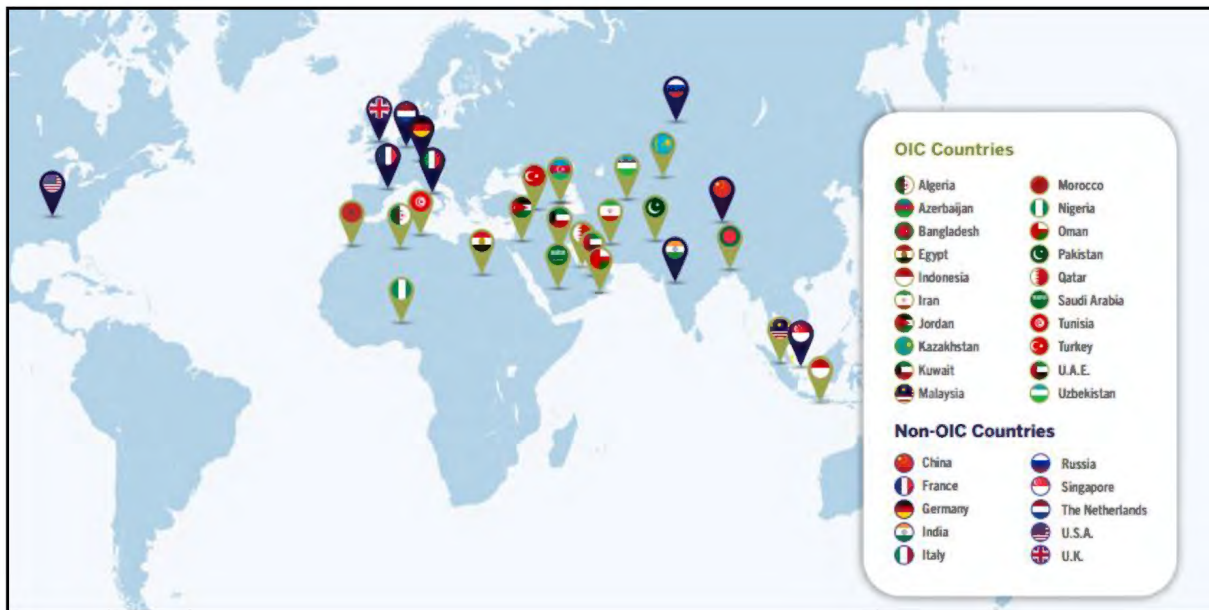 OIC Countries
Algeria
Azerbaijan
Bangladesh
Egypt
Indonesia
Iran
Jordan
Kazakhstan
Kuwait
Malaysia
Morocco
Nigeria
Oman
Pakistan
Qatar
Saudi Arabia
Tunisia
Turkey
U.A.E.
Uzbekistan
Non-OIC Countries
China
France
Germany
India
Italy
Russia
Singapore
The Netherlands
U.S.A.
U.K.